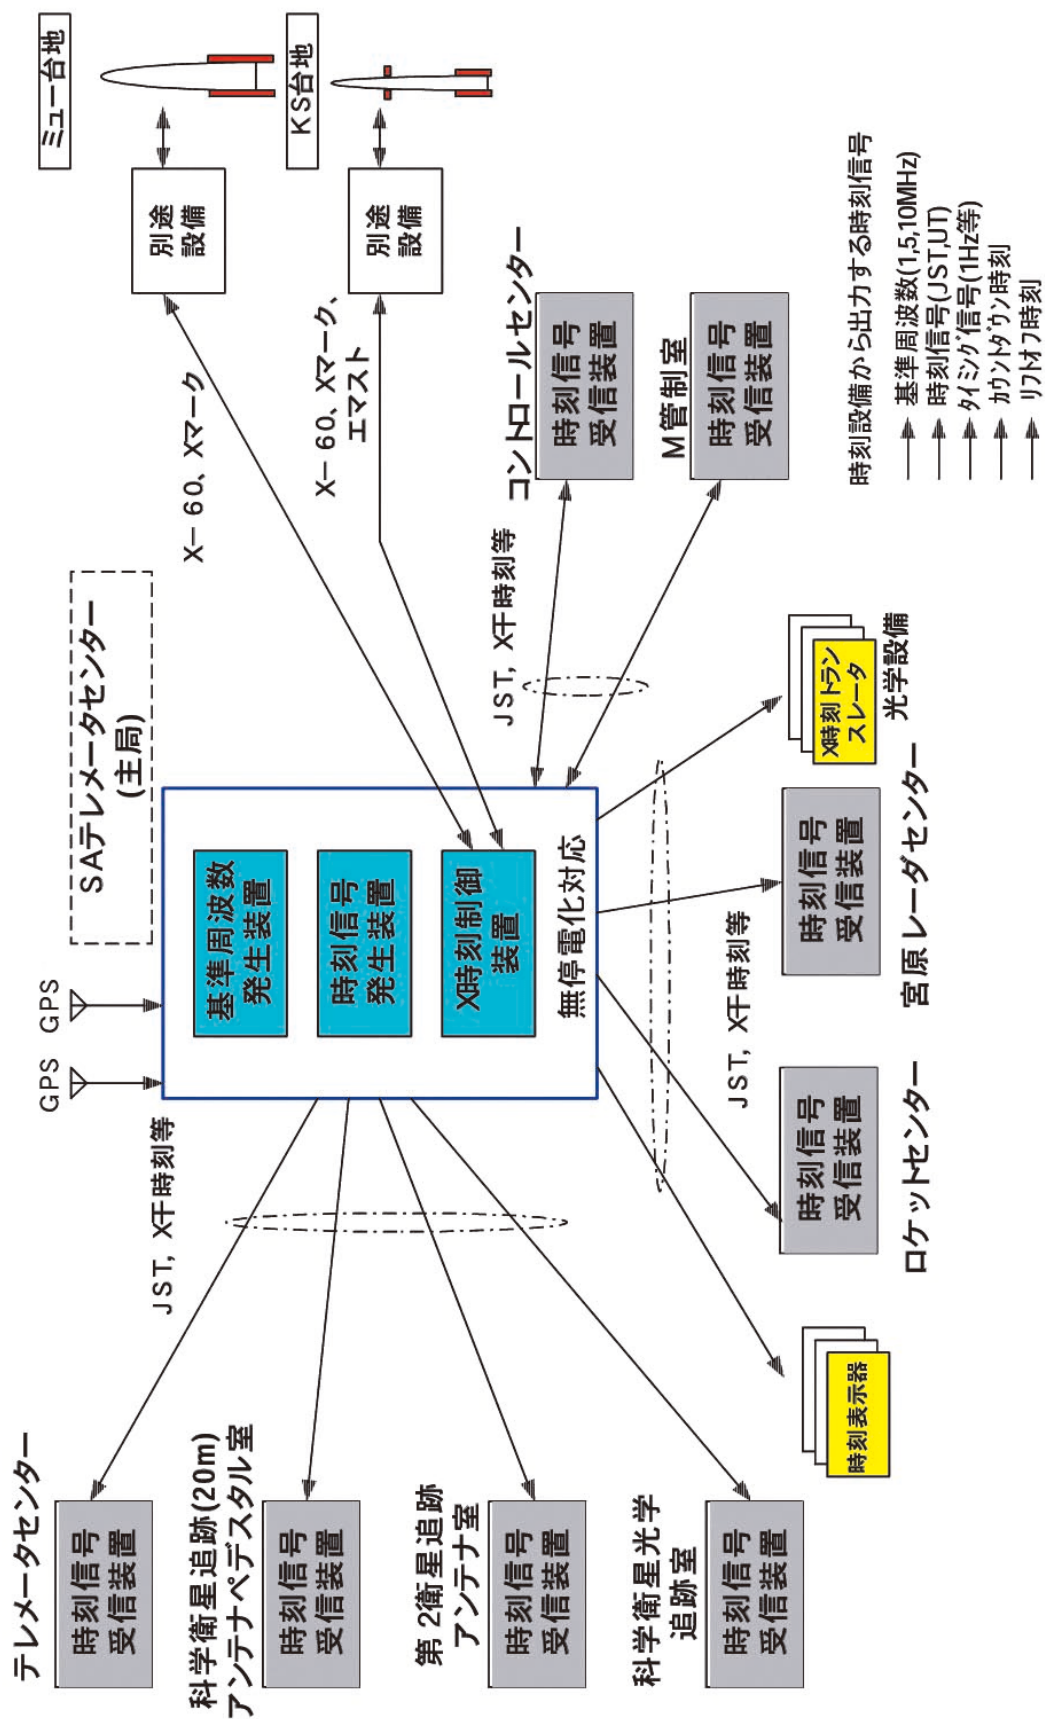 GPS
GPS
SAテレメータセンター
(主局)
ミュー台地
テレメータセンター
時刻信号
受信装置
JST, X干時刻等
基準周波数
発生装置
X－60、Xマーク
別途
設備
科学衛星追跡(20m)
アンテナペデスタル室
時刻信号
受信装置
時刻信号
発生装置
X－60、Xマーク、
エマスト
別途
設備
KS台地
第2衛星追跡
アンテナ室
時刻信号
受信装置
X時刻制御
装置
無停電化対応
JST, X干時刻等
コントロールセンター
時刻信号
受信装置
科学衛星光学
追跡室
時刻信号
受信装置
M管制室
時刻信号
受信装置
JST, X干時刻等
時刻表示器
時刻信号
受信装置
ロケットセンター
時刻信号
受信装置
宮原レーダセンター
X時刻トラン
スレータ
光学設備
時刻設備から出力する時刻信号
基準周波数(1,5,10MHz)
時刻信号(JST,UT)
ﾀｲﾐﾝｸﾞ信号(1Hz等)
ｶｳﾝﾄﾀﾞｳﾝ時刻
ﾘﾌﾄｵﾌ時刻